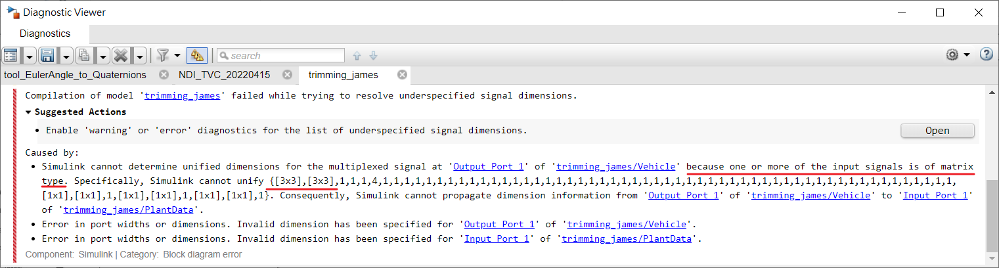 Diagnostic Viewer
Diagnostics
search
tool_EulerAngle_to_Quaternions NDI_TVC_20220415 trimming_james
Compilation of model 'trimming_james' failed while trying to resolve underspecified signal dimensions.
Suggested Actions
• Enable 'warning' or 'error' diagnostics for the list of underspecified signal dimensions. Open
Caused by:
• Simulink cannot determine unified dimensions for the multiplexed signal at 'Output Port 1' of 'trimming_james/Vehicle' because one or more of the input signals is of matrix
type. Specifically, Simulink cannot unify {[3x3],[3x3],1,1,1,4,1,1,1,1,1,1,1,1,1,1,1,1,1,1,1,1,1,1,1,1,1,1,1,1,1,1,1,1,1,1,1,1,1,1,1,1,1,1,1,1,1,1,1,1,1,1,1,1,1,1,1,1,1,
[1x1],[1x1],1,[1x1],[1x1],1,[1x1],[1x1],1}. Consequently, Simulink cannot propagate dimension information from 'Output Port 1' of 'trimming_james/Vehicle' to 'Input Port 1'
of 'trimming_james/PlantData'.
• Error in port widths or dimensions. Invalid dimension has been specified for 'Output Port 1' of 'trimming_james/Vehicle'.
• Error in port widths or dimensions. Invalid dimension has been specified for 'Input Port 1' of 'trimming_james/PlantData'.
Component: Simulink | Category: Block diagram error